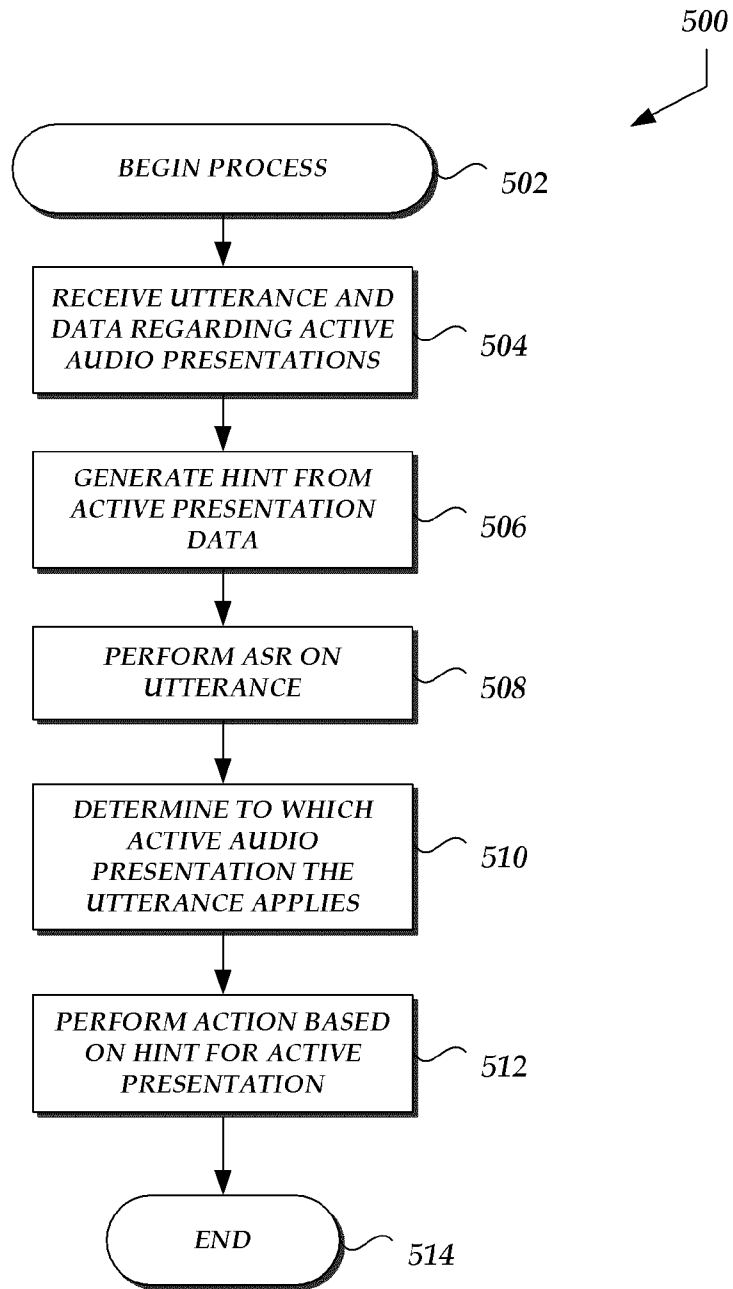 500
BEGIN PROCESS
502
RECEIVE UTTERANCE AND
DATA REGARDING ACTIVE
AUDIO PRESENTATIONS
504
GENERATE HINT FROM
ACTIVE PRESENTATION
DATA
506
PERFORM ASR ON
UTTERANCE
508
DETERMINE TO WHICH
ACTIVE AUDIO
PRESENTATION THE
UTTERANCE APPLIES
510
PERFORM ACTION BASED
ON HINT FOR ACTIVE
PRESENTATION
512
END
514